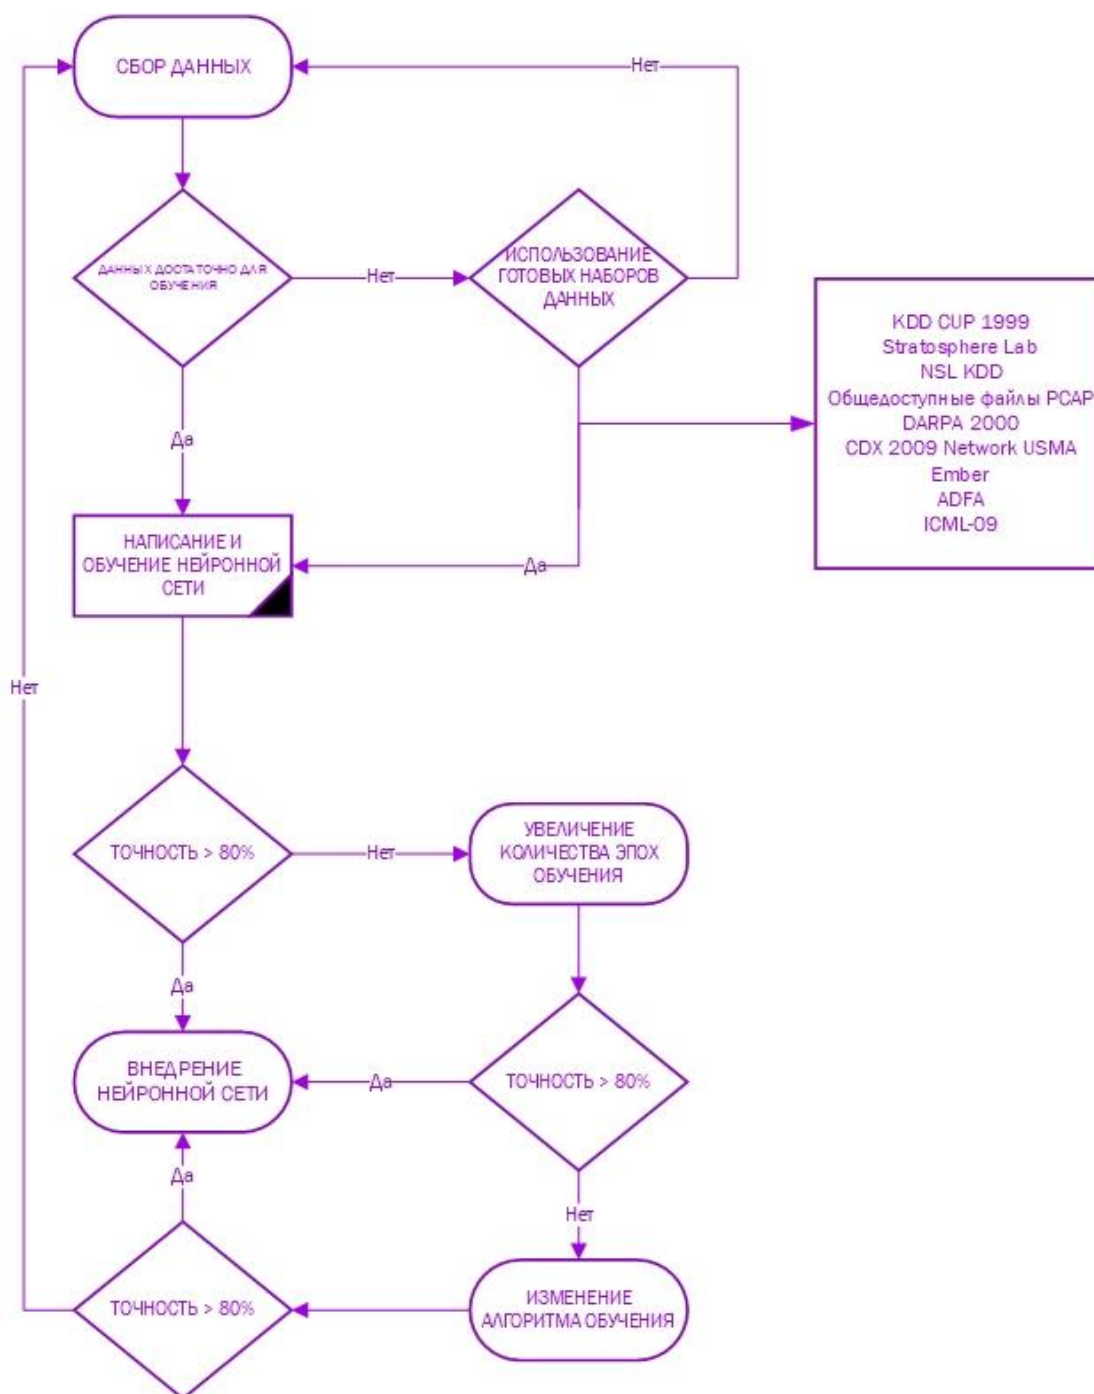 СБОР ДАННЫХ
Нет
ДАННЫХ ДОСТАТОЧНО ДЛЯ
ОБУЧЕНИЯ
Нет
ИСПОЛЬЗОВАНИЕ
ГОТОВЫХ НАБОРОВ
ДАННЫХ
KDD CUP 1999
Stratosphere Lab
NSL KDD
Общедоступные файлы PCAP
DARPA 2000
CDX 2009 Network USMA
Ember
ADFA
ICML-09
Да
НАПИСАНИЕ И
ОБУЧЕНИЕ НЕЙРОННОЙ
СЕТИ
Да
Нет
ТОЧНОСТЬ > 80%
Нет
УВЕЛИЧЕНИЕ
КОЛИЧЕСТВА ЭПОХ
ОБУЧЕНИЯ
Да
ВНЕДРЕНИЕ
НЕЙРОННОЙ СЕТИ
Да
ТОЧНОСТЬ > 80%
Да
Нет
ТОЧНОСТЬ > 80%
ИЗМЕНЕНИЕ
АЛГОРИТМА ОБУЧЕНИЯ